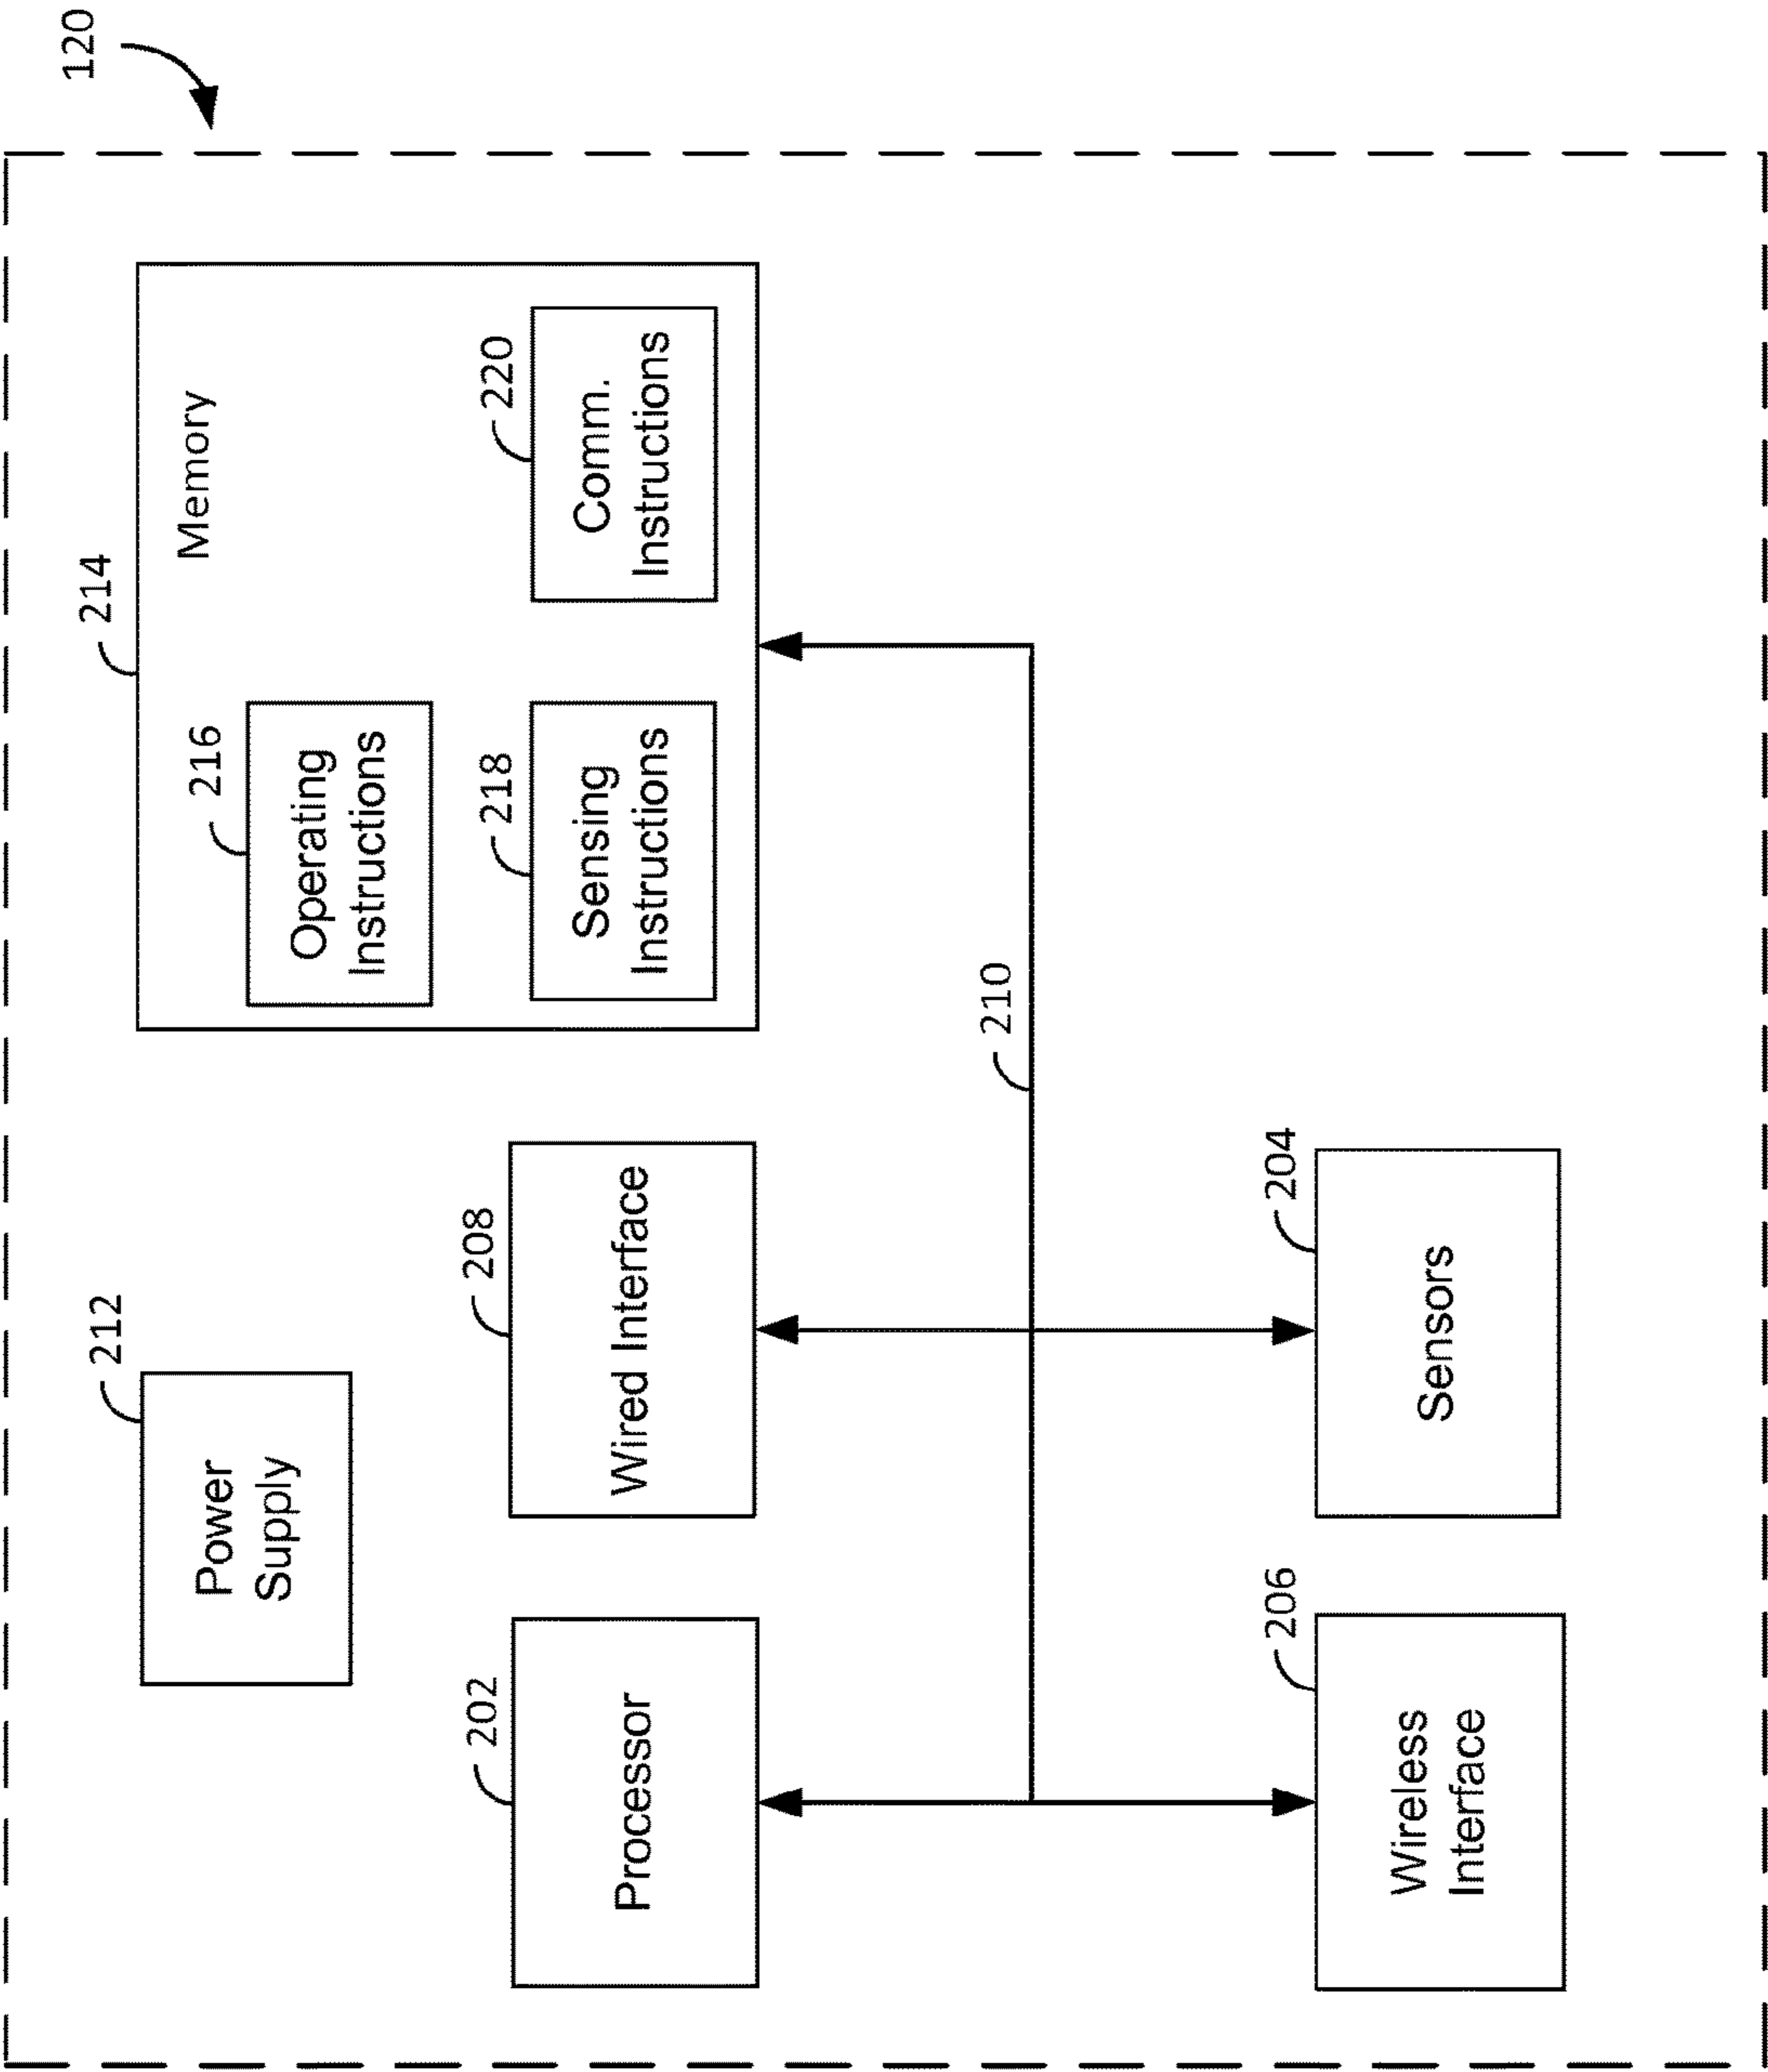 120
212
Power
Supply
214
Memory
216
Operating
Instructions
218
Sensing
Instructions
220
Comm.
Instructions
202
Processor
208
Wired Interface
210
206
Wireless
Interface
204
Sensors